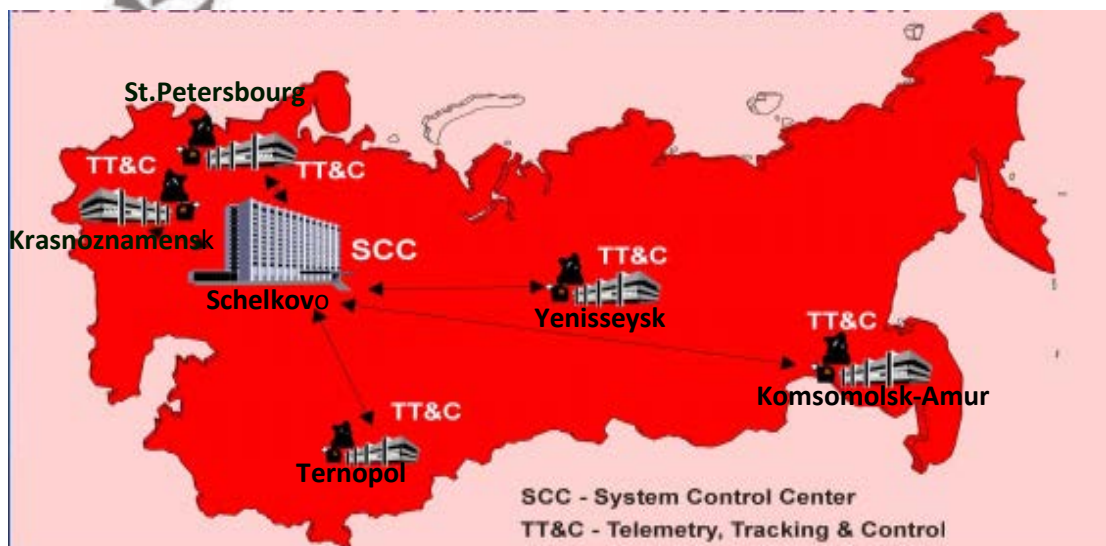 St.Petersbourg
TT&C
TT&C
Krasnoznamensk
SCC
Schelkovo
TT&C
Yenisseysk
TT&C
Komsomolsk-Amur
TT&C
Ternopol
SCC - System Control Center
TT&C - Telemetry, Tracking & Control